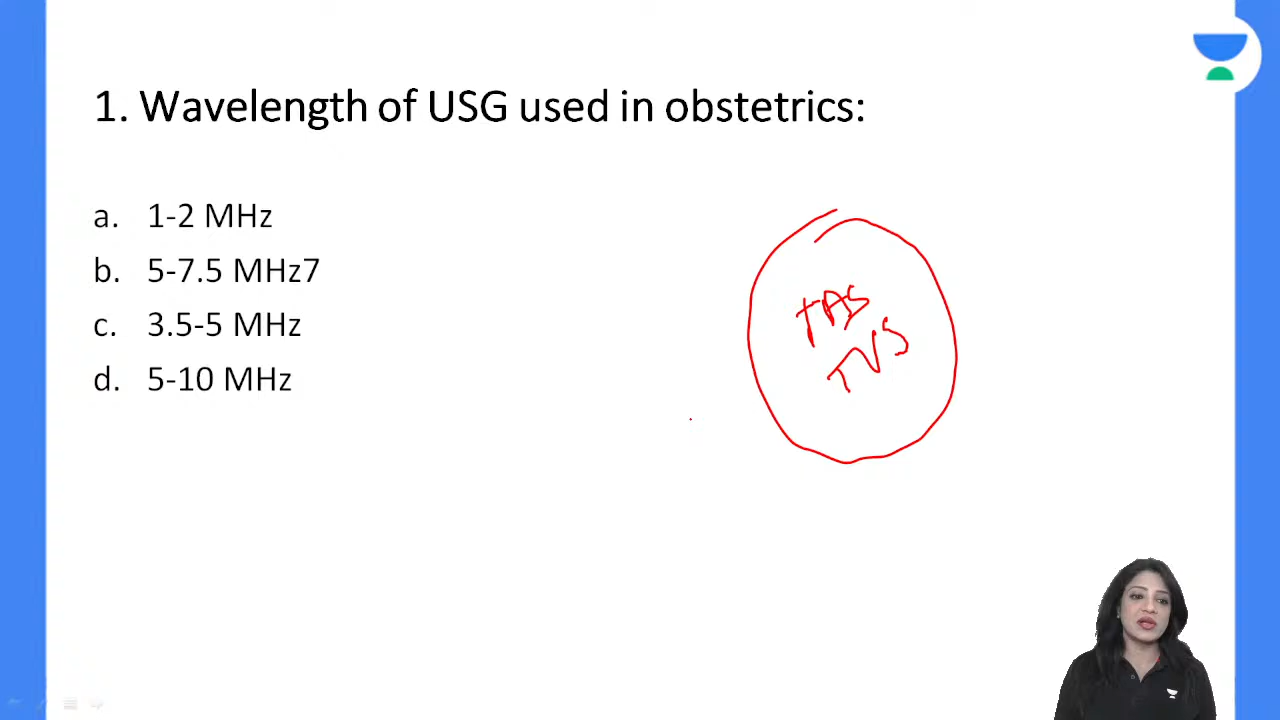 1. Wavelength of USG used in obstetrics:
a. 1-2 MHz
b. 5-7.5 MHz7
c. 3.5-5 MHz
d. 5-10 MHz
TAS
TVS